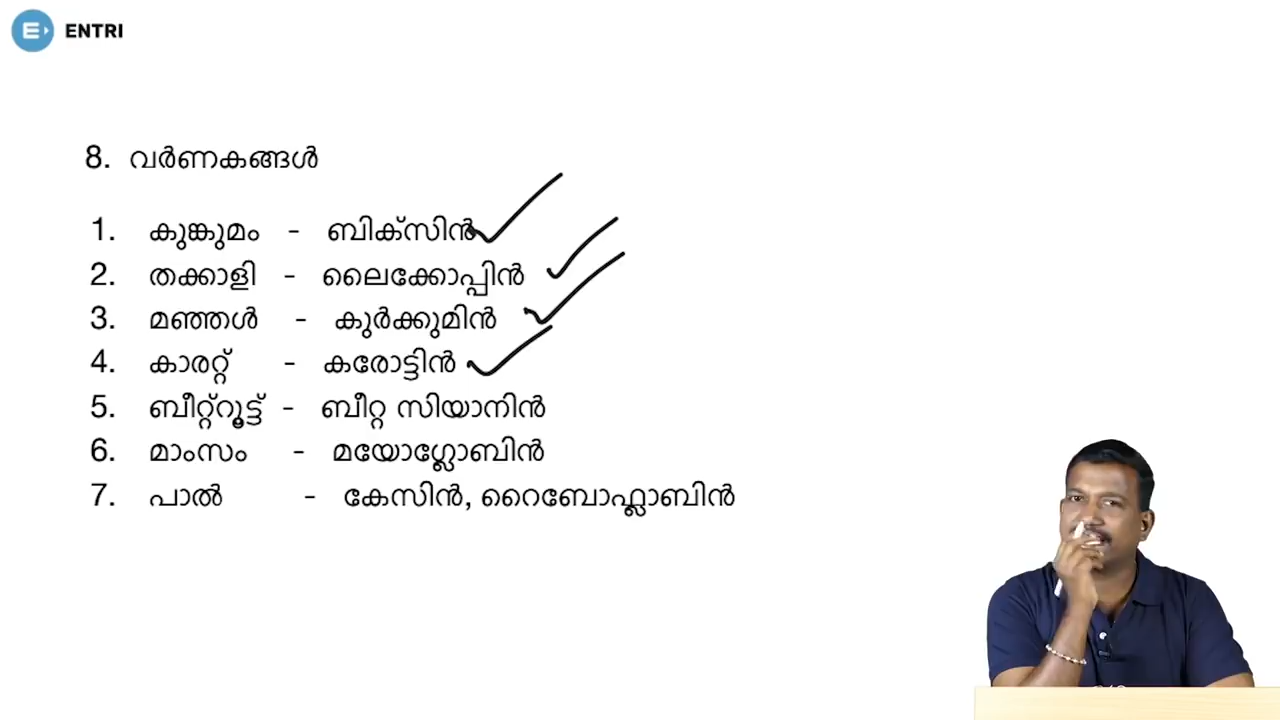 ENTRI
8. വർണകങ്ങൾ
1. കുങ്കുമം - ബിക്സിൻ
2. തക്കാളി - ലൈക്കോപ്പിൻ
3. മഞ്ഞൾ - കുർക്കുമിൻ
4. കാരറ്റ് - കരോട്ടിൻ
5. ബീറ്റ്റൂട്ട് - ബീറ്റ സിയാനിൻ
6. മാംസം - മയോഗ്ലോബിൻ
7. പാൽ - കേസിൻ, റൈബോഫ്ലാബിൻ